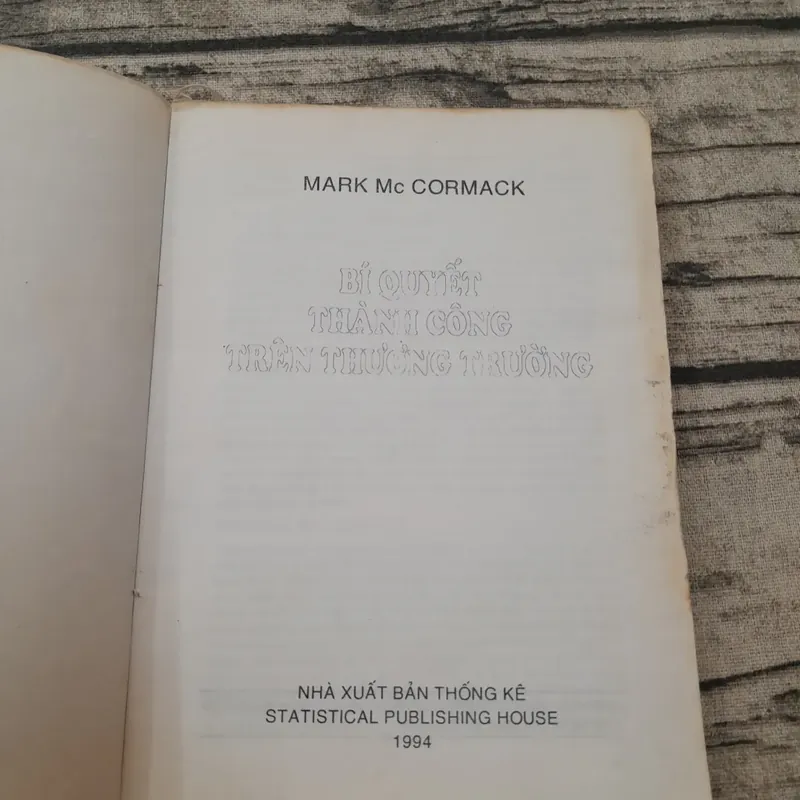 MARK Mc CORMACK
BÍ QUYẾT
THÀNH CÔNG
TRÊN THƯƠNG TRƯỜNG
NHÀ XUẤT BẢN THỐNG KÊ
STATISTICAL PUBLISHING HOUSE
1994